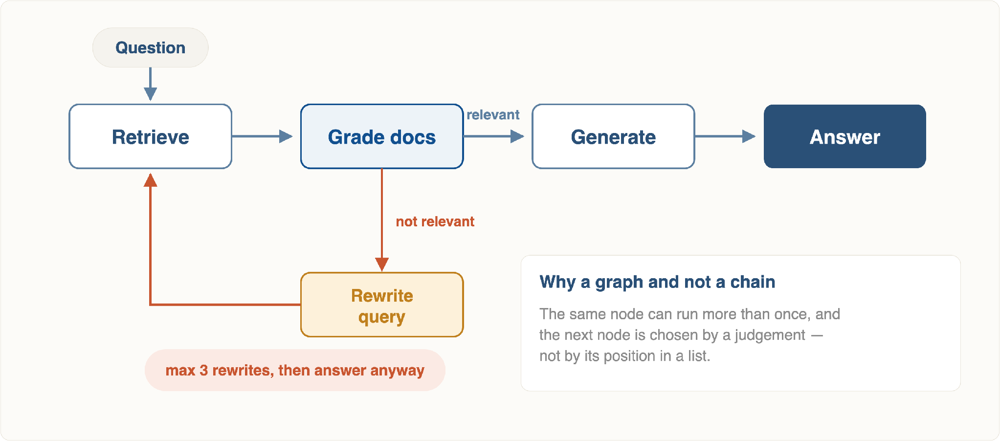 Question
Retrieve
Grade docs
relevant
Generate
Answer
not relevant
Rewrite
query
max 3 rewrites, then answer anyway
Why a graph and not a chain
The same node can run more than once, and
the next node is chosen by a judgement —
not by its position in a list.